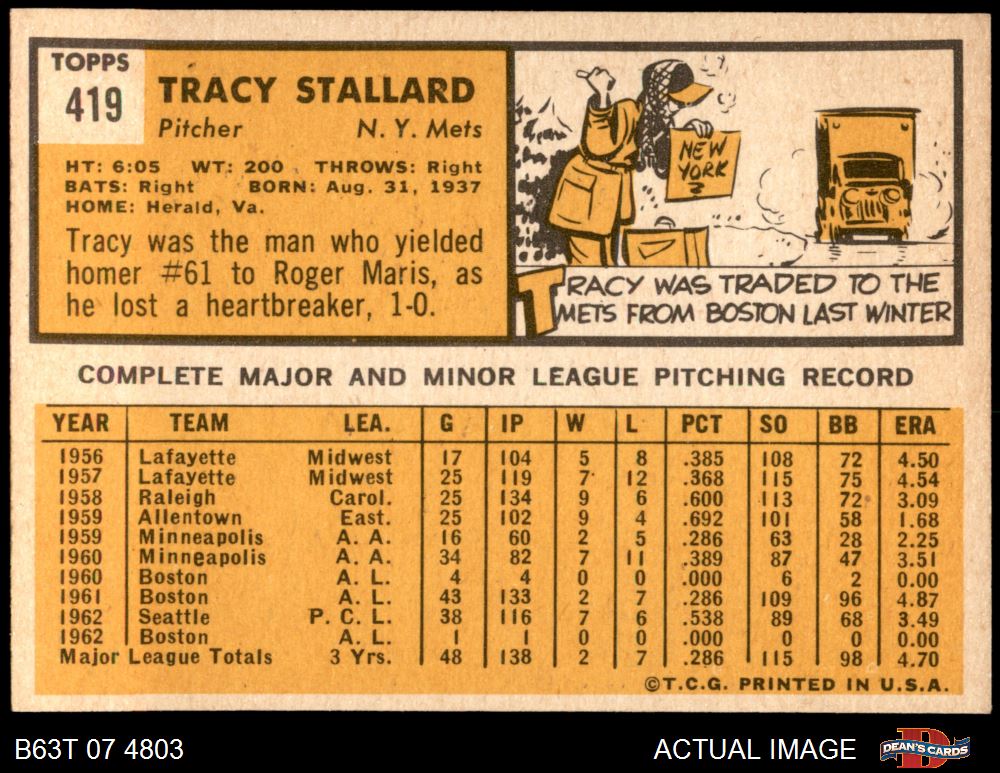 TOPPS
419
TRACY STALLARD
Pitcher N. Y. Mets
HT: 6:05 WT: 200 THROWS: Right
BATS: Right BORN: Aug. 31, 1937
HOME: Herald, Va.
Tracy was the man who yielded
homer #61 to Roger Maris, as
he lost a heartbreaker, 1-0.
NEW
YORK
?
TRACY WAS TRADED TO THE
METS FROM BOSTON LAST WINTER
COMPLETE MAJOR AND MINOR LEAGUE PITCHING RECORD
YEAR TEAM LEA. G IP W L PCT SO BB ERA
1956 Lafayette Midwest 17 104 5 8 .385 108 72 4.50
1957 Lafayette Midwest 25 119 7 12 .368 115 75 4.54
1958 Raleigh Carol. 25 134 9 6 .600 113 72 3.09
1959 Allentown East. 25 102 9 4 .692 101 58 1.68
1959 Minneapolis A. A. 16 60 2 5 .286 63 28 2.25
1960 Minneapolis A. A. 34 82 7 11 .389 87 47 3.51
1960 Boston A. L. 4 4 0 0 .000 6 2 0.00
1961 Boston A. L. 43 133 2 7 .286 109 96 4.87
1962 Seattle P. C. L. 38 116 7 6 .538 89 68 3.49
1962 Boston A. L. 1 1 0 0 .000 0 0 0.00
Major League Totals 3 Yrs. 48 138 2 7 .286 115 98 4.70
©T.C.G. PRINTED IN U.S.A.
B63T 07 4803 ACTUAL IMAGE DEAN'S CARDS